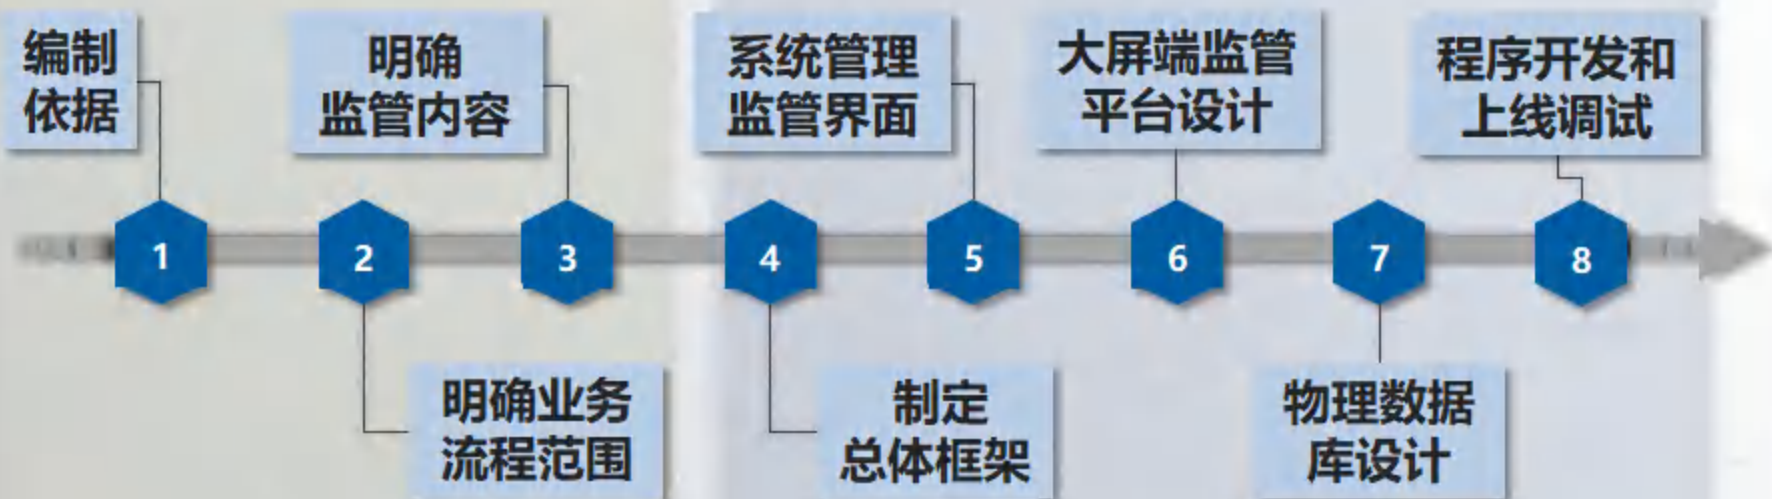 编制
依据
明确
监管内容
系统管理
监管界面
大屏端监管
平台设计
程序开发和
上线调试
1
2
3
4
5
6
7
8
明确业务
流程范围
制定
总体框架
物理数据
库设计